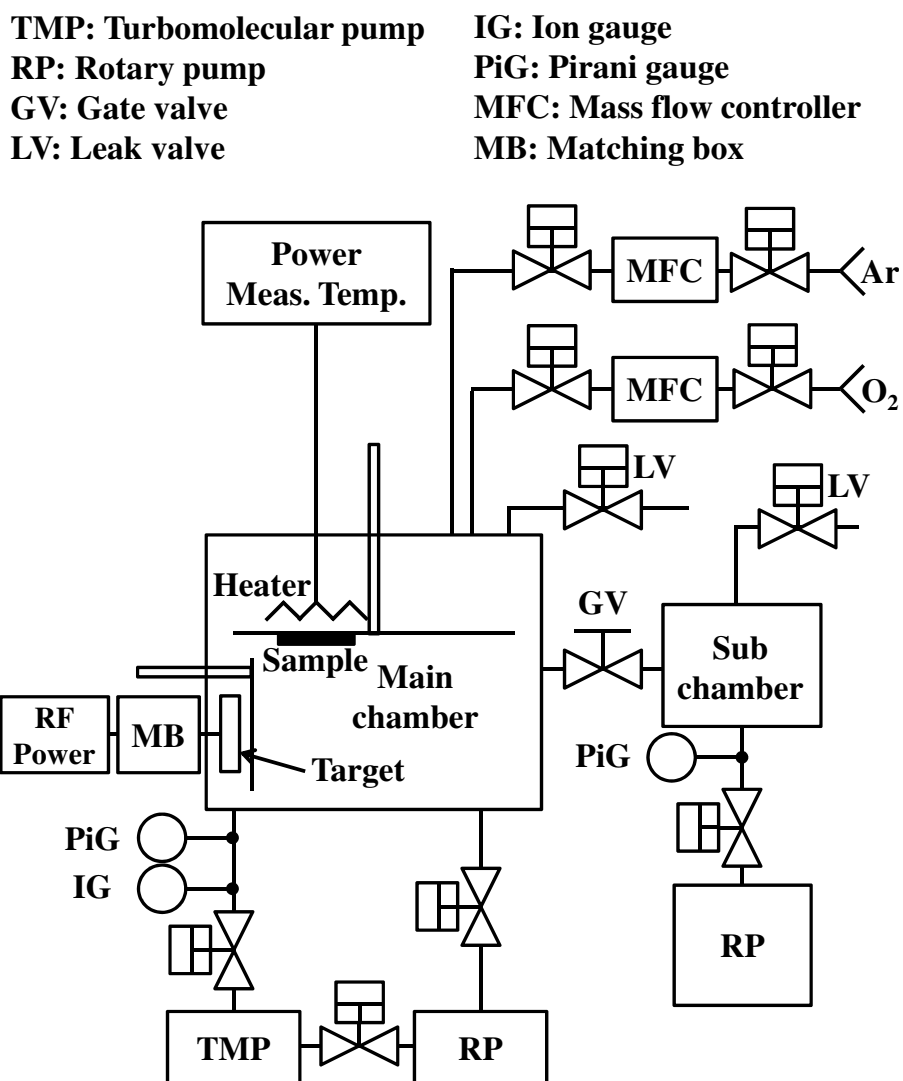 TMP: Turbomolecular pump
RP: Rotary pump
GV: Gate valve
LV: Leak valve
IG: Ion gauge
PiG: Pirani gauge
MFC: Mass flow controller
MB: Matching box
Power
Meas. Temp.
MFC
Ar
MFC
O₂
LV
LV
Heater
GV
Sample
Main
chamber
Sub
chamber
RF
Power
MB
Target
PiG
PiG
IG
RP
TMP
RP